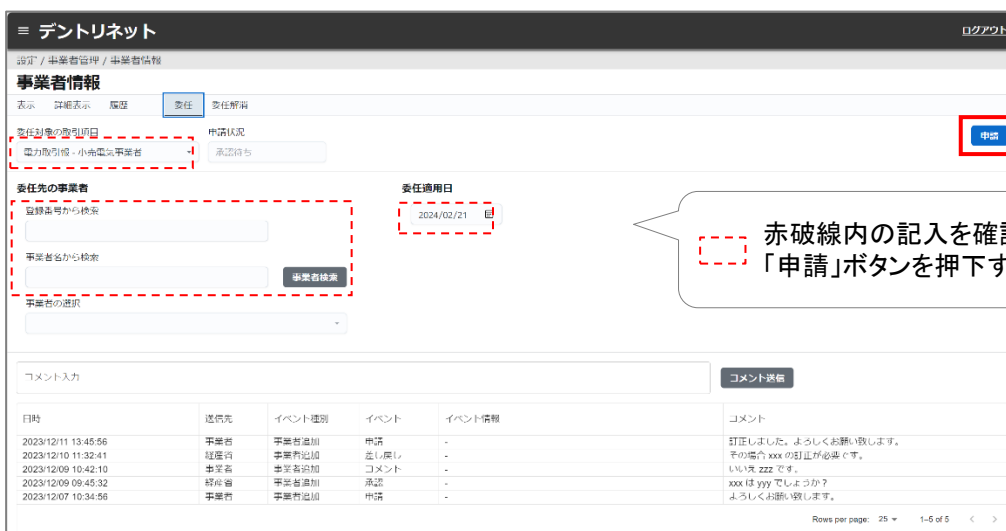 ≡ デントリネット
ログアウト
設定 / 事業者管理 / 事業者情報
事業者情報
表示 詳細表示 履歴 委任 委任解消
委任対象の取引項目 申請状況
電力取引報 - 小売電気事業者 承認待ち 申請
委任先の事業者 委任適用日
登録番号から検索
2024/02/21
事業者名から検索
事業者検索
事業者の選択
赤破線内の記入を確
「申請」ボタンを押下す
コメント入力 コメント送信
日時 送信先 イベント種別 イベント イベント情報 コメント
2023/12/11 13:45:56 事業者 事業者追加 申請 - 訂正しました。よろしくお願い致します。
2023/12/10 11:32:41 経産省 事業者追加 差し戻し - その場合 xxx の訂正が必要です。
2023/12/09 10:42:10 事業者 事業者追加 コメント - いいえ zzz です。
2023/12/09 09:45:32 経産省 事業者追加 承認 - xxx は yyy でしょうか？
2023/12/07 10:34:56 事業者 事業者追加 申請 - よろしくお願い致します。
Rows per page: 25 1–5 of 5